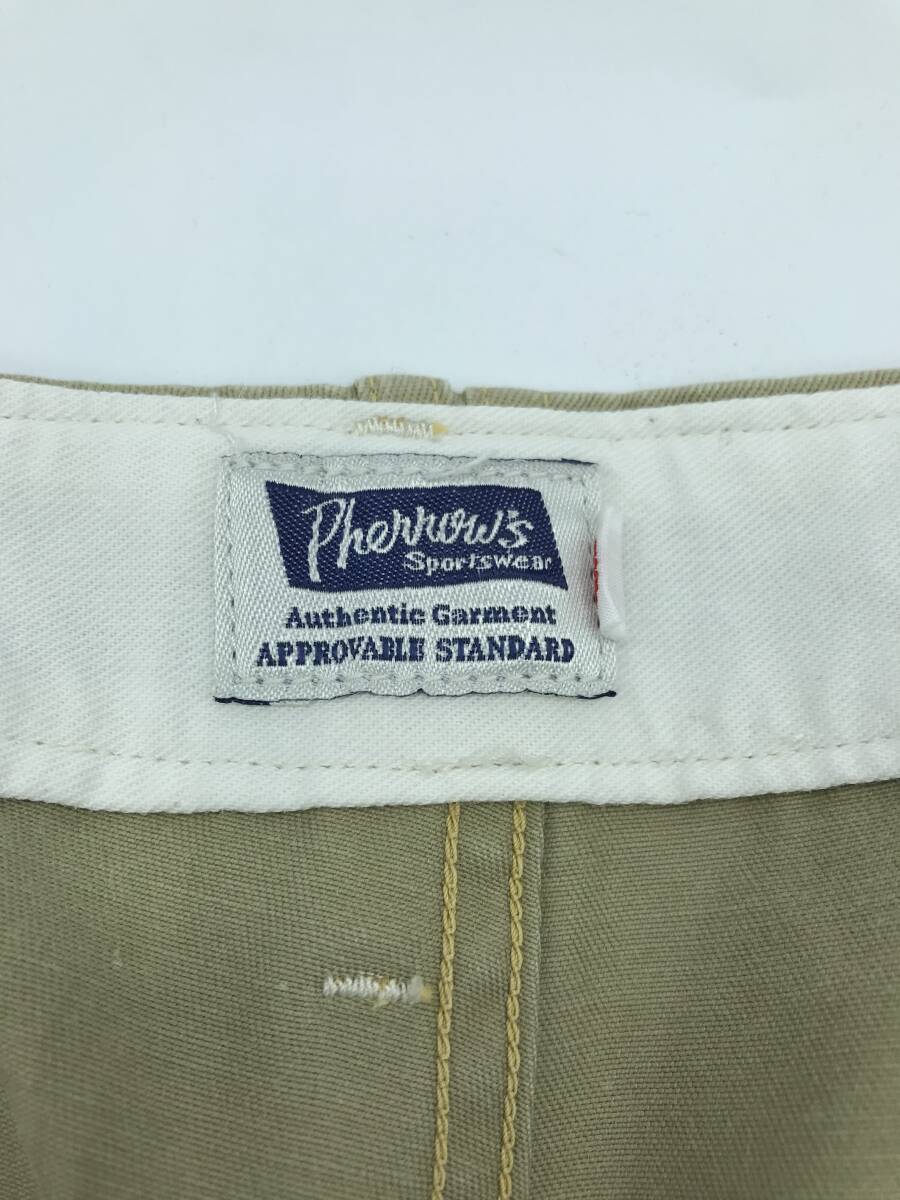 Pherrow's
Sportswear
Authentic Garment
APPROVABLE STANDARD